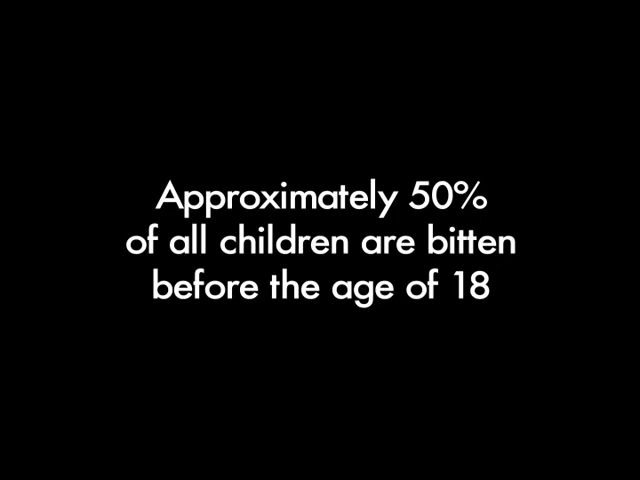 Approximately 50%
of all children are bitten
before the age of 18